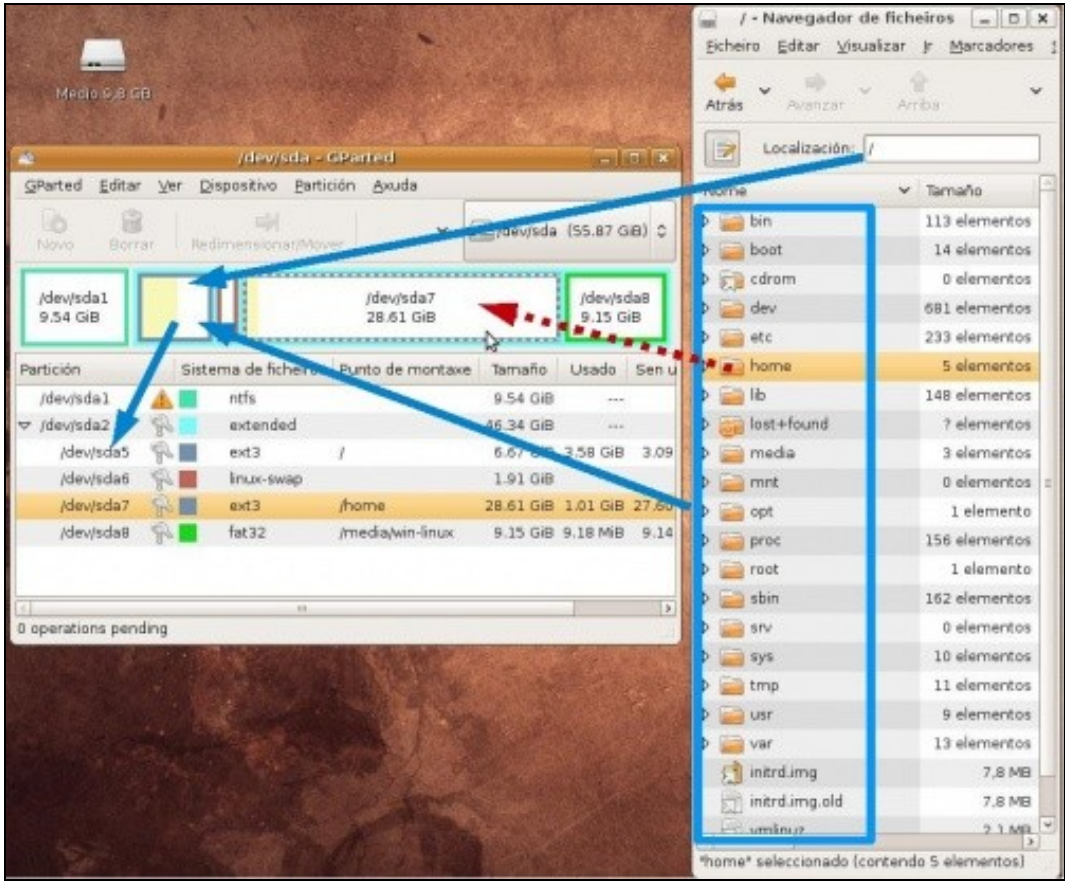 Medio 9,8 GB
/dev/sda - GParted
GParted Editar Ver Dispositivo Partición Axuda
Novo Borrar Redimensionar/Mover /dev/sda (55.87 GiB)
/dev/sda1
9.54 GiB
/dev/sda7
28.61 GiB
/dev/sda8
9.15 GiB
Partición Sistema de ficheiros Punto de montaxe Tamaño Usado Sen u
/dev/sda1 ntfs 9.54 GiB ---
/dev/sda2 extended 46.34 GiB ---
/dev/sda5 ext3 / 6.67 GiB 3.58 GiB 3.09
/dev/sda6 linux-swap 1.91 GiB
/dev/sda7 ext3 /home 28.61 GiB 1.01 GiB 27.60
/dev/sda8 fat32 /media/win-linux 9.15 GiB 9.18 MiB 9.14
0 operations pending
/ - Navegador de ficheiros
Ficheiro Editar Visualizar Ir Marcadores
Atrás Avanzar Arriba
Localización: /
Nome Tamaño
bin 113 elementos
boot 14 elementos
cdrom 0 elementos
dev 681 elementos
etc 233 elementos
home 5 elementos
lib 148 elementos
lost+found ? elementos
media 3 elementos
mnt 0 elementos
opt 1 elemento
proc 156 elementos
root 1 elemento
sbin 162 elementos
srv 0 elementos
sys 10 elementos
tmp 11 elementos
usr 9 elementos
var 13 elementos
initrd.img 7,8 MB
initrd.img.old 7,8 MB
vmlinuz 2,1 MB
"home" seleccionado (contendo 5 elementos)